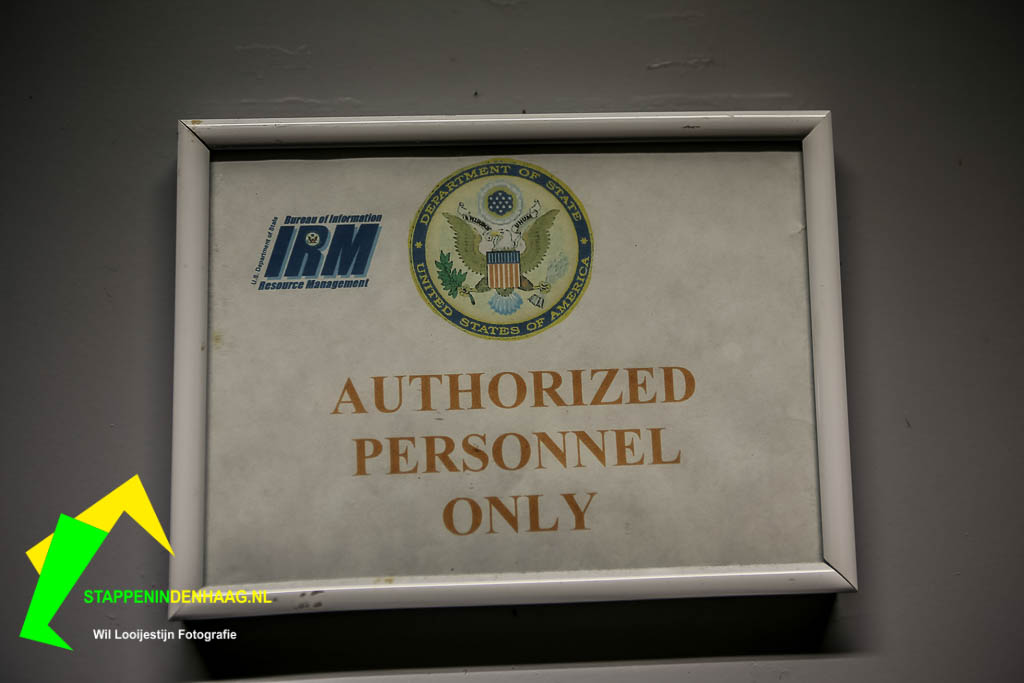 Bureau of Information
U.S. Department of State
IRM
Resource Management
DEPARTMENT OF STATE
UNITED STATES OF AMERICA
AUTHORIZED
PERSONNEL
ONLY
STAPPENINDENHAAG.NL
Wil Looijestijn Fotografie